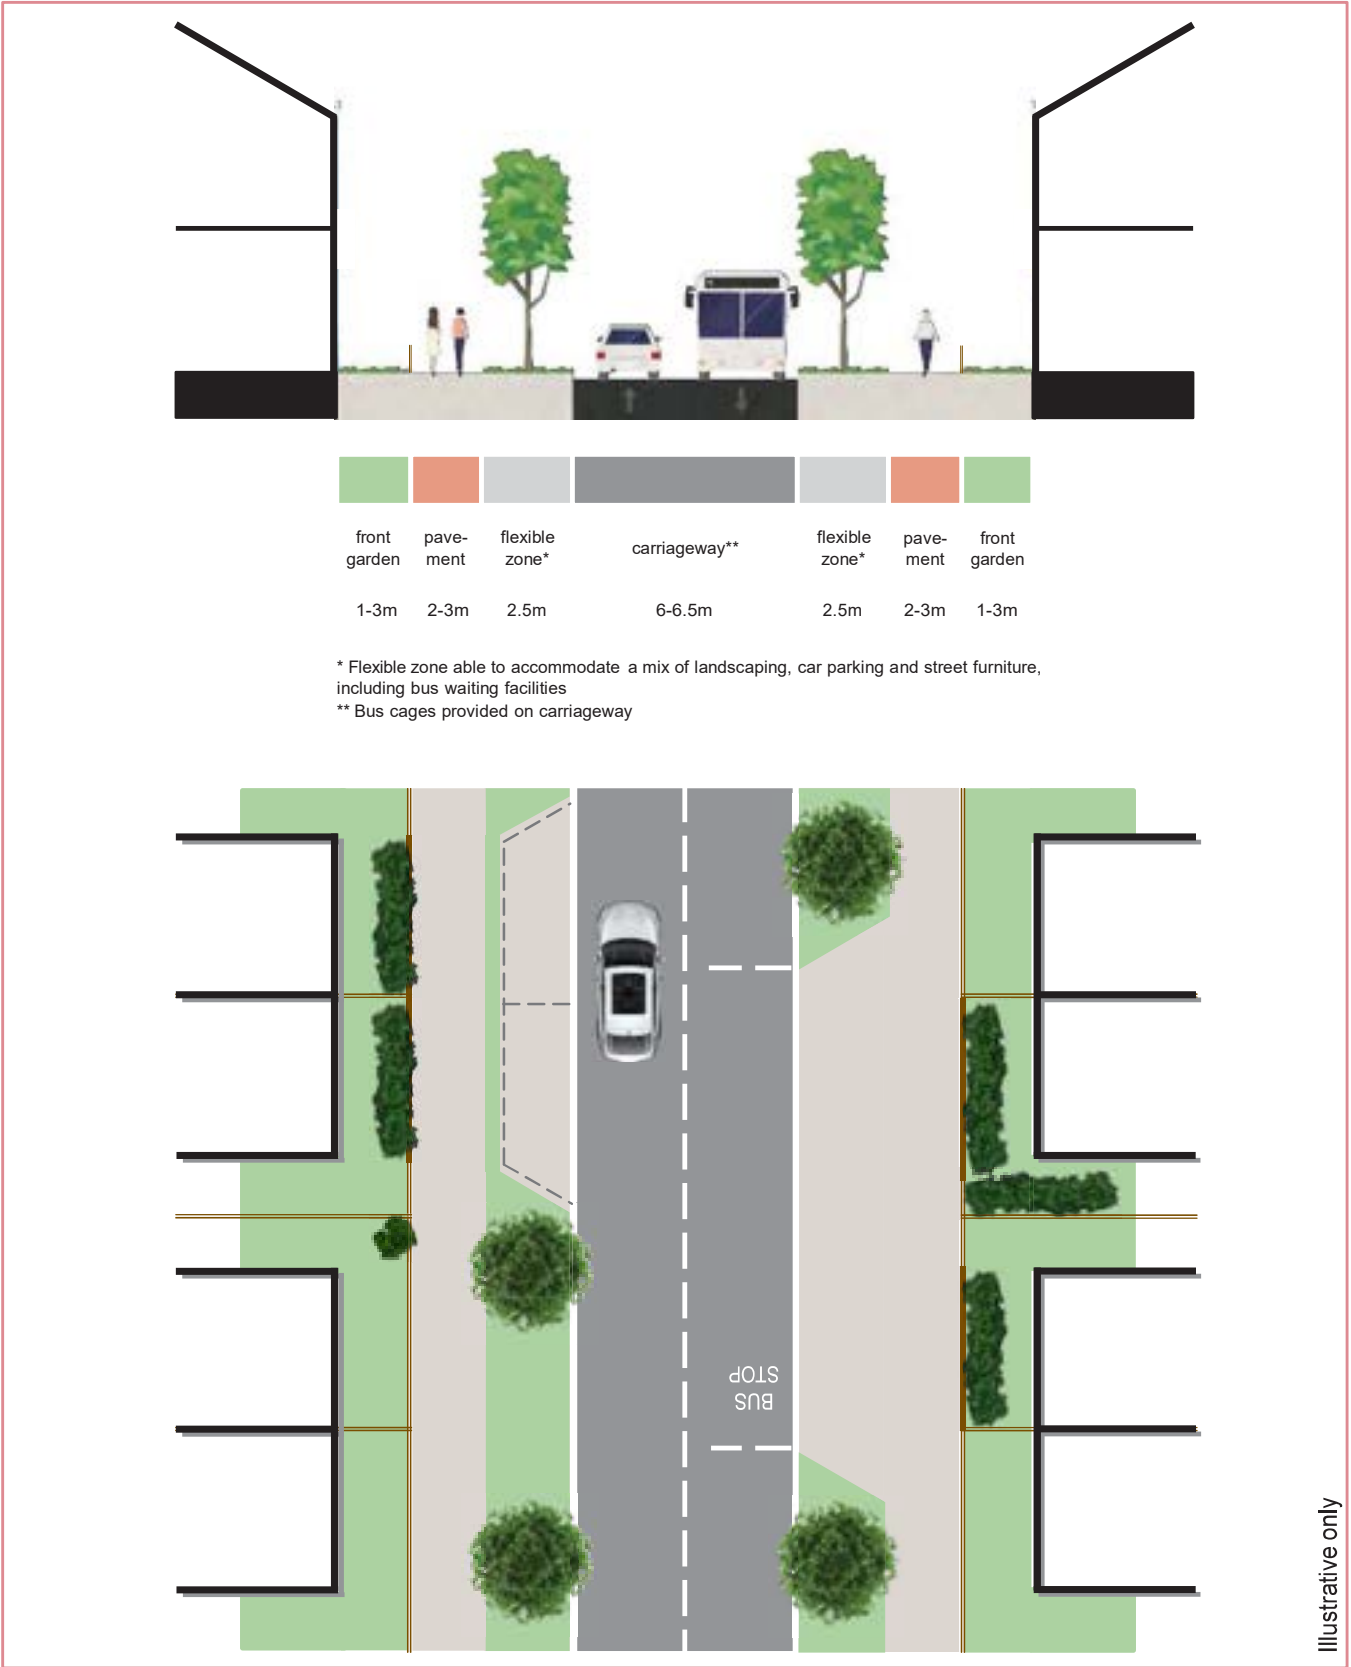 front pave- flexible carriageway** flexible pave- front
garden ment zone* zone* ment garden
1-3m 2-3m 2.5m 6-6.5m 2.5m 2-3m 1-3m
* Flexible zone able to accommodate a mix of landscaping, car parking and street furniture,
including bus waiting facilities
** Bus cages provided on carriageway
BUS
STOP
Illustrative only